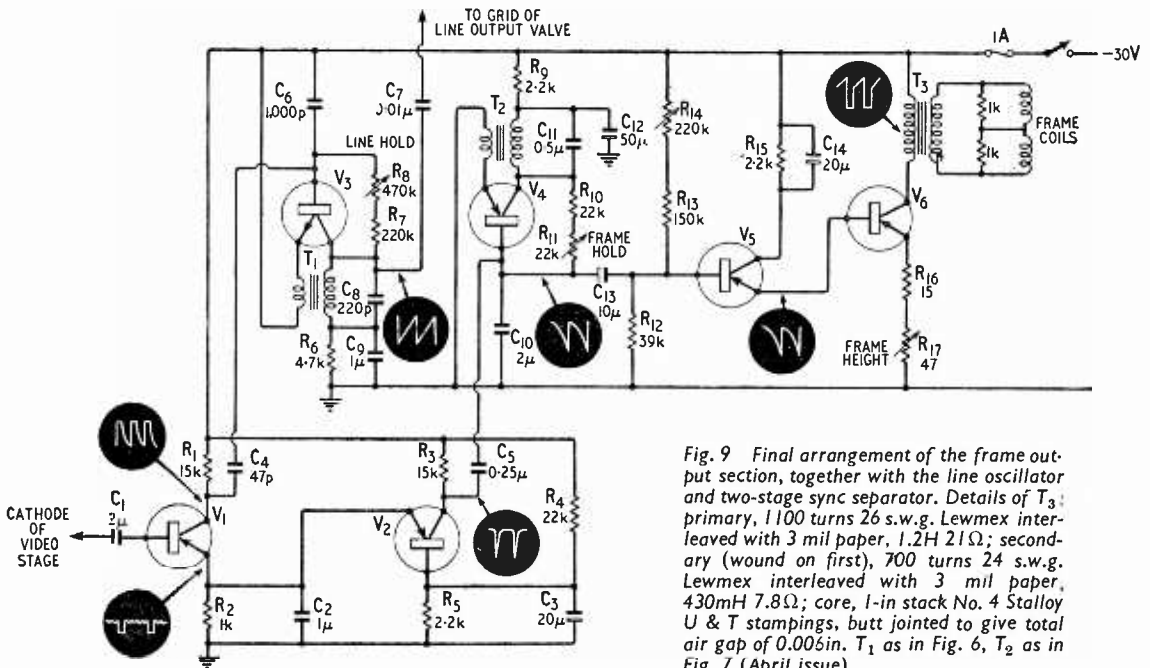 TO GRID OF
LINE OUTPUT VALVE
1A
−30V
C6
1,000p
C7
0.01μ
R9
2.2k
T2
C11
0.5μ
C12
50μ
R14
220k
R15
2.2k
C14
20μ
T3
1k
1k
FRAME
COILS
LINE HOLD
V3
R8
470k
R7
220k
V4
R10
22k
R11
22k
FRAME
HOLD
R13
150k
V5
V6
T1
C8
220p
R6
4.7k
C9
1μ
C10
2μ
C13
10μ
R12
39k
R16
15
FRAME
HEIGHT
R17
47
R1
15k
C4
47p
R3
15k
C5
0.25μ
R4
22k
CATHODE
OF
VIDEO
STAGE
C1
2μ
V1
V2
R2
1k
C2
1μ
R5
2.2k
C3
20μ
Fig. 9 Final arrangement of the frame out-
put section, together with the line oscillator
and two-stage sync separator. Details of T3:
primary, 1100 turns 26 s.w.g. Lewmex inter-
leaved with 3 mil paper, 1.2H 21Ω; second-
ary (wound on first), 700 turns 24 s.w.g.
Lewmex interleaved with 3 mil paper,
430mH 7.8Ω; core, 1-in stack No. 4 Stalloy
U & T stampings, butt jointed to give total
air gap of 0.006in. T1 as in Fig. 6, T2 as in
Fig. 7 (April issue)